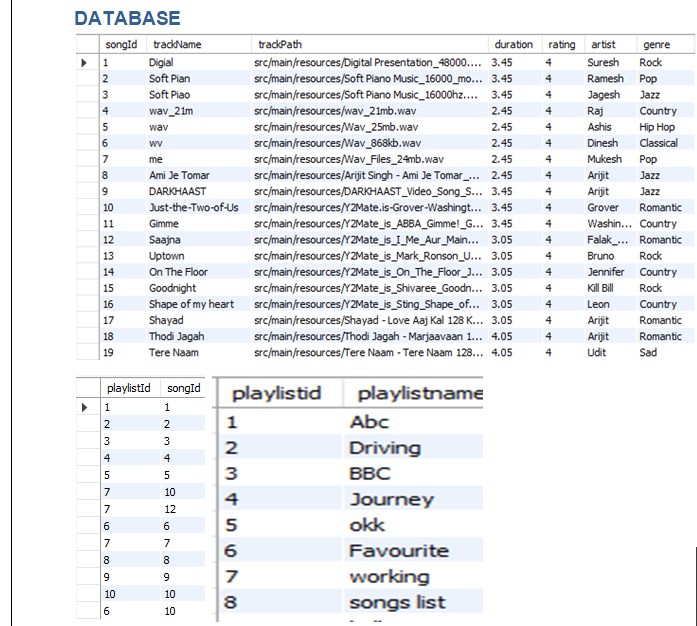 DATABASE
songId trackName trackPath duration rating artist genre
1 Digial src/main/resources/Digital Presentation_48000.... 3.45 4 Suresh Rock
2 Soft Pian src/main/resources/Soft Piano Music_16000_mo... 3.45 4 Ramesh Pop
3 Soft Piao src/main/resources/Soft Piano Music_16000hz.... 3.45 4 Jagesh Jazz
4 wav_21m src/main/resources/wav_21mb.wav 2.45 4 Raj Country
5 wav src/main/resources/Wav_25mb.wav 2.45 4 Ashis Hip Hop
6 wv src/main/resources/Wav_868kb.wav 2.45 4 Dinesh Classical
7 me src/main/resources/Wav_Files_24mb.wav 2.45 4 Mukesh Pop
8 Ami Je Tomar src/main/resources/Arijit Singh - Ami Je Tomar_... 2.45 4 Arijit Jazz
9 DARKHAAST src/main/resources/DARKHAAST_Video_Song_S... 3.45 4 Arijit Jazz
10 Just-the-Two-of-Us src/main/resources/Y2Mate.is-Grover-Washingt... 3.45 4 Grover Romantic
11 Gimme src/main/resources/Y2Mate_is_ABBA_Gimme!_G... 3.45 4 Washin... Country
12 Saajna src/main/resources/Y2Mate_is_I_Me_Aur_Main... 3.05 4 Falak_... Romantic
13 Uptown src/main/resources/Y2Mate_is_Mark_Ronson_U... 3.05 4 Bruno Rock
14 On The Floor src/main/resources/Y2Mate_is_On_The_Floor_J... 3.05 4 Jennifer Country
15 Goodnight src/main/resources/Y2Mate_is_Shivaree_Goodn... 3.05 4 Kill Bill Rock
16 Shape of my heart src/main/resources/Y2Mate_is_Sting_Shape_of... 3.05 4 Leon Country
17 Shayad src/main/resources/Shayad - Love Aaj Kal 128 K... 3.05 4 Arijit Romantic
18 Thodi Jagah src/main/resources/Thodi Jagah - Marjaavaan 1... 4.05 4 Arijit Romantic
19 Tere Naam src/main/resources/Tere Naam - Tere Naam 128... 4.05 4 Udit Sad
playlistId songId
1 1
2 2
3 3
4 4
5 5
7 10
7 12
6 6
7 7
8 8
9 9
10 10
6 10
playlistid playlistname
1 Abc
2 Driving
3 BBC
4 Journey
5 okk
6 Favourite
7 working
8 songs list